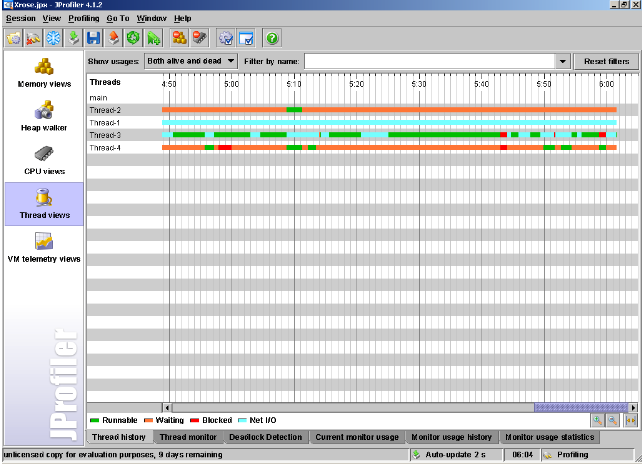 Xrose.jpx - JProfiler 4.1.2
Session View Profiling Go To Window Help
Show usages: Both alive and dead Filter by name: Reset filters
Memory views
Heap walker
CPU views
Thread views
VM telemetry views
JProfiler
Threads 4:50 5:00 5:10 5:20 5:30 5:40 5:50 6:00
main
Thread-2
Thread-1
Thread-3
Thread-4
Runnable Waiting Blocked Net I/O
Thread history Thread monitor Deadlock Detection Current monitor usage Monitor usage history Monitor usage statistics
unlicensed copy for evaluation purposes, 9 days remaining Auto-update 2 s 06:04 Profiling